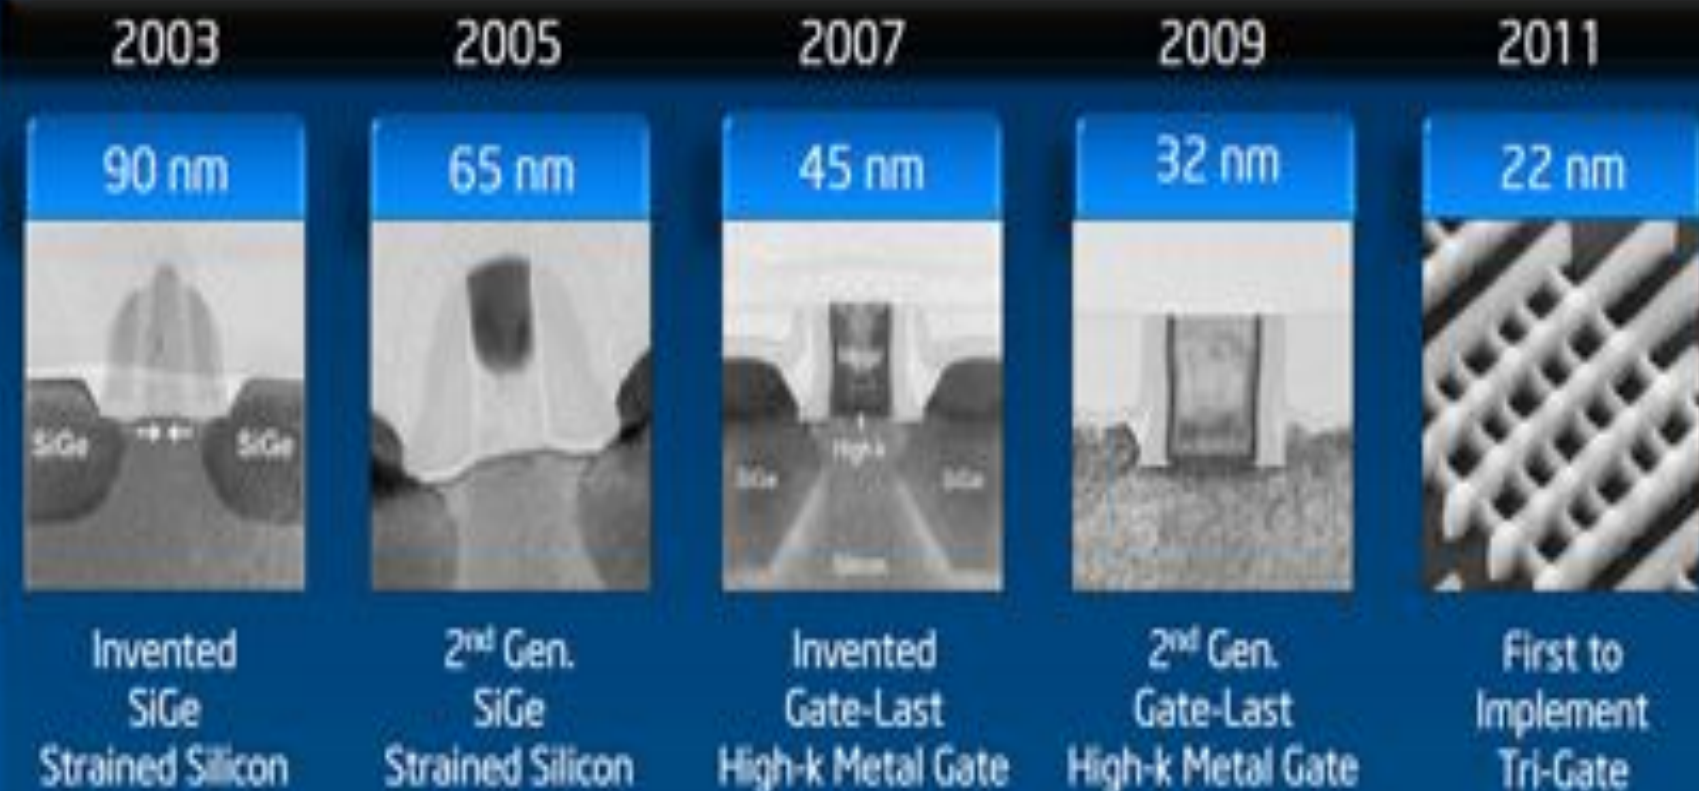 2003
2005
2007
2009
2011
90 nm
65 nm
45 nm
32 nm
22 nm
SiGe
SiGe
High-k
SiGe
SiGe
Invented
SiGe
Strained Silicon
2nd Gen.
SiGe
Strained Silicon
Invented
Gate-Last
High-k Metal Gate
2nd Gen.
Gate-Last
High-k Metal Gate
First to
Implement
Tri-Gate